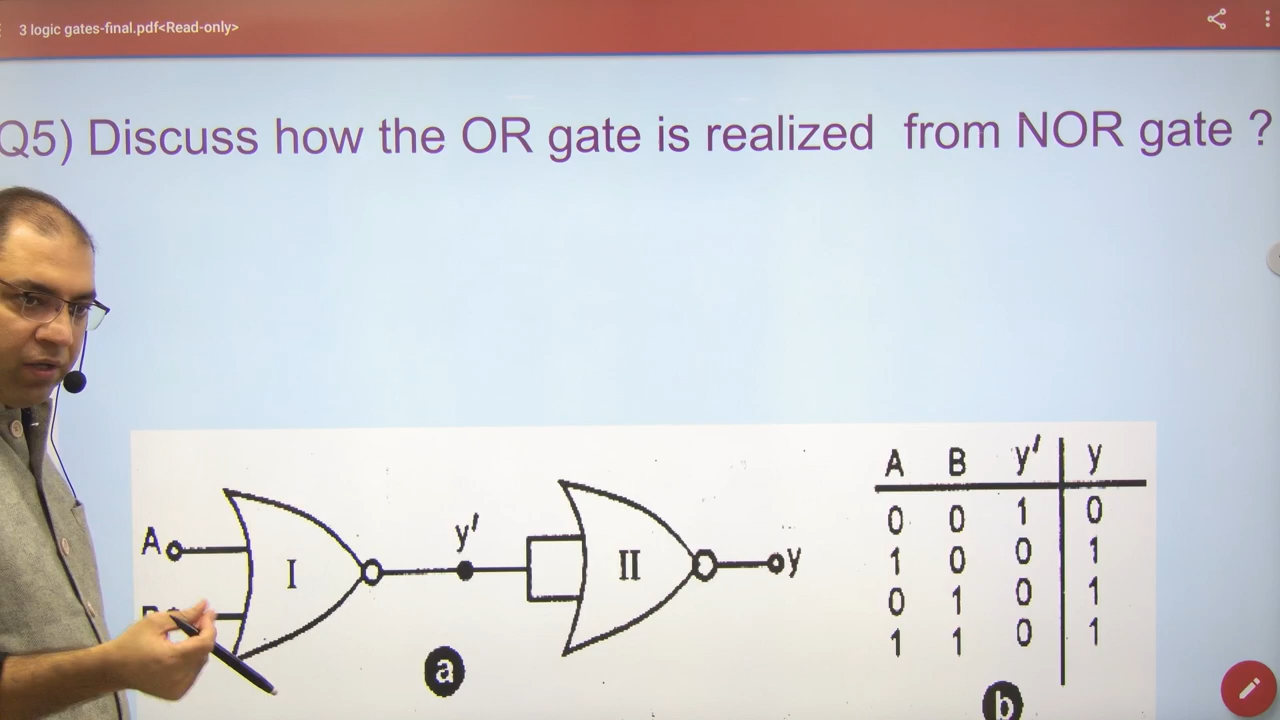 3 logic gates-final.pdf<Read-only>
Q5) Discuss how the OR gate is realized from NOR gate ?
A
I
y'
II
y
a
A B y' y
0 0 1 0
1 0 0 1
0 1 0 1
1 1 0 1
b